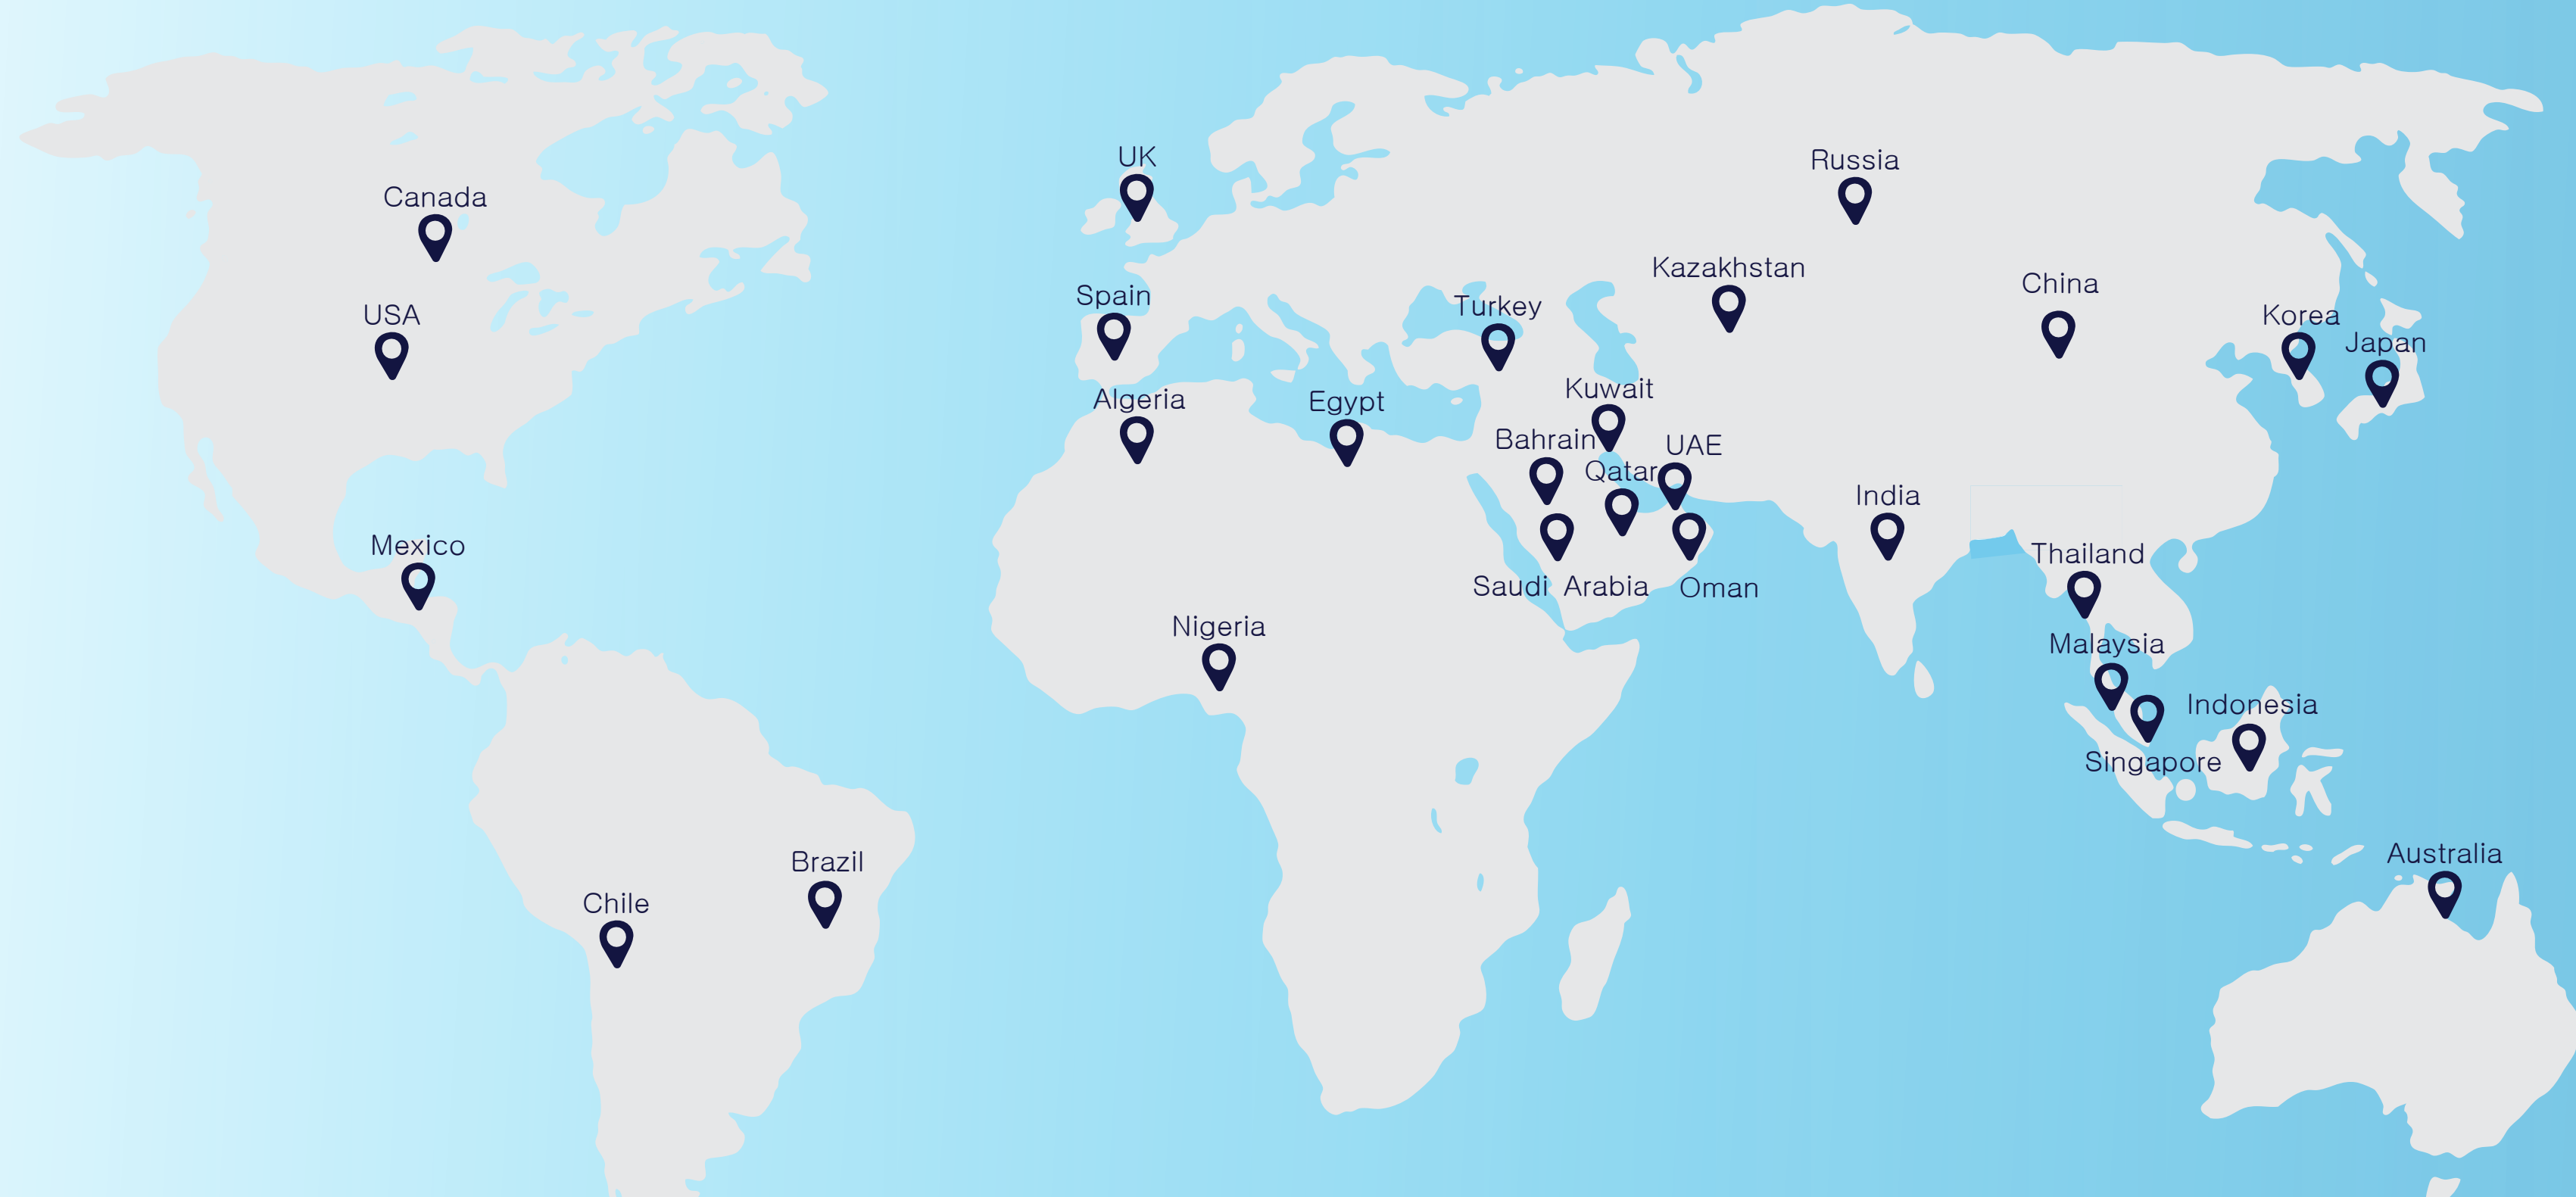 UK
Russia
Canada
Kazakhstan
China
Spain
Turkey
USA
Korea
Japan
Kuwait
Algeria
Egypt
Bahrain
UAE
Qatar
India
Mexico
Thailand
Saudi Arabia
Oman
Nigeria
Malaysia
Indonesia
Singapore
Australia
Brazil
Chile